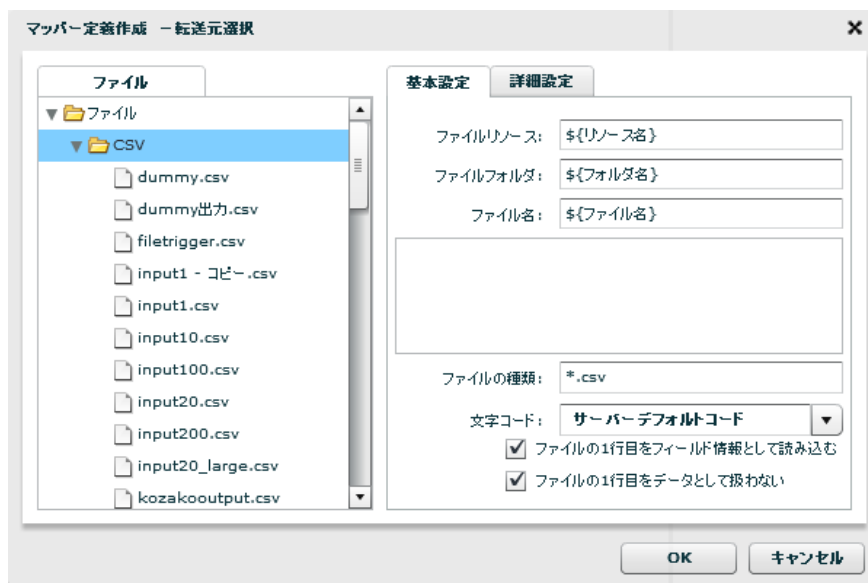 マッパー定義作成 －転送元選択
ファイル
ファイル
CSV
dummy.csv
dummy出力.csv
filetrigger.csv
input1 - コピー.csv
input1.csv
input10.csv
input100.csv
input20.csv
input200.csv
input20_large.csv
kozakooutput.csv
基本設定
詳細設定
ファイルリソース: ${リソース名}
ファイルフォルダ: ${フォルダ名}
ファイル名: ${ファイル名}
ファイルの種類: *.csv
文字コード: サーバーデフォルトコード
ファイルの1行目をフィールド情報として読み込む
ファイルの1行目をデータとして扱わない
OK
キャンセル